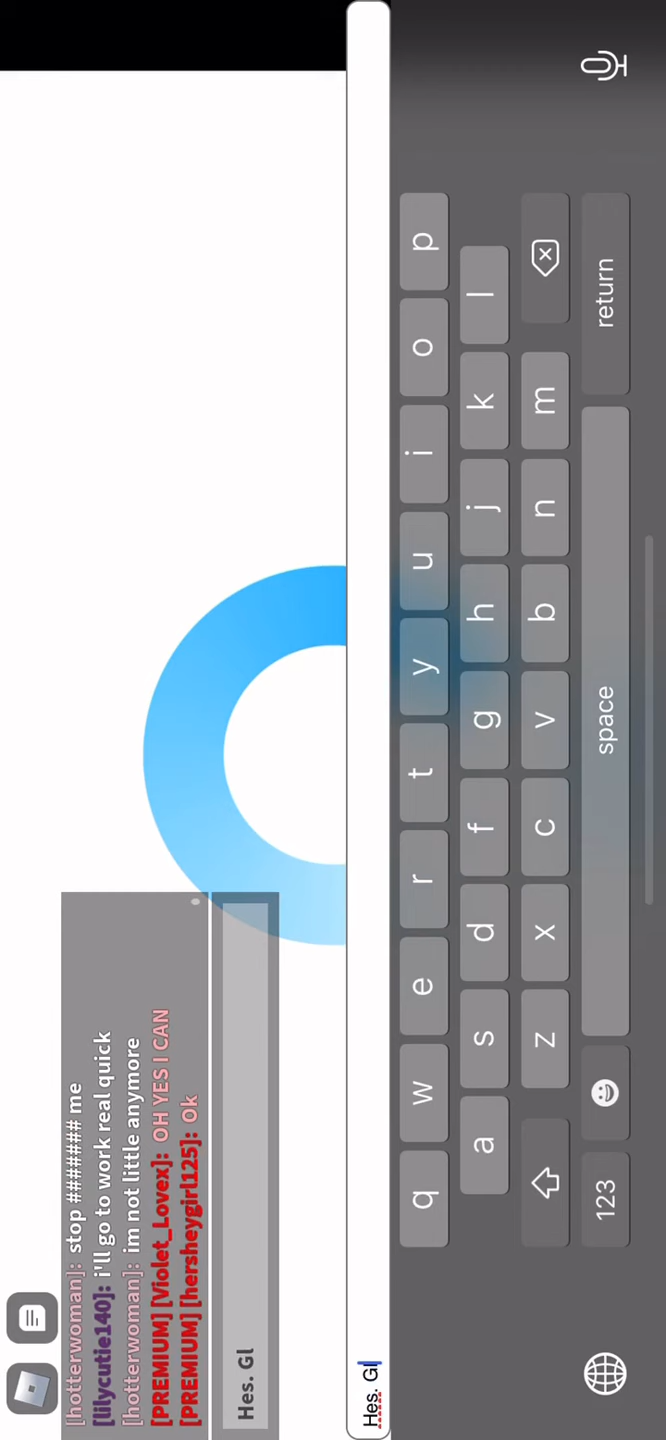 [hotterwoman]: stop ####### me
[lilycutie140]: i'll go to work real quick
[hotterwoman]: im not little anymore
[PREMIUM] [Violet_Lovex]: OH YES I CAN
[PREMIUM] [hersheygirl125]: Ok
Hes. Gl
Hes. Gl
q w e r t y u i o p
a s d f g h j k l
z x c v b n m
123 space return